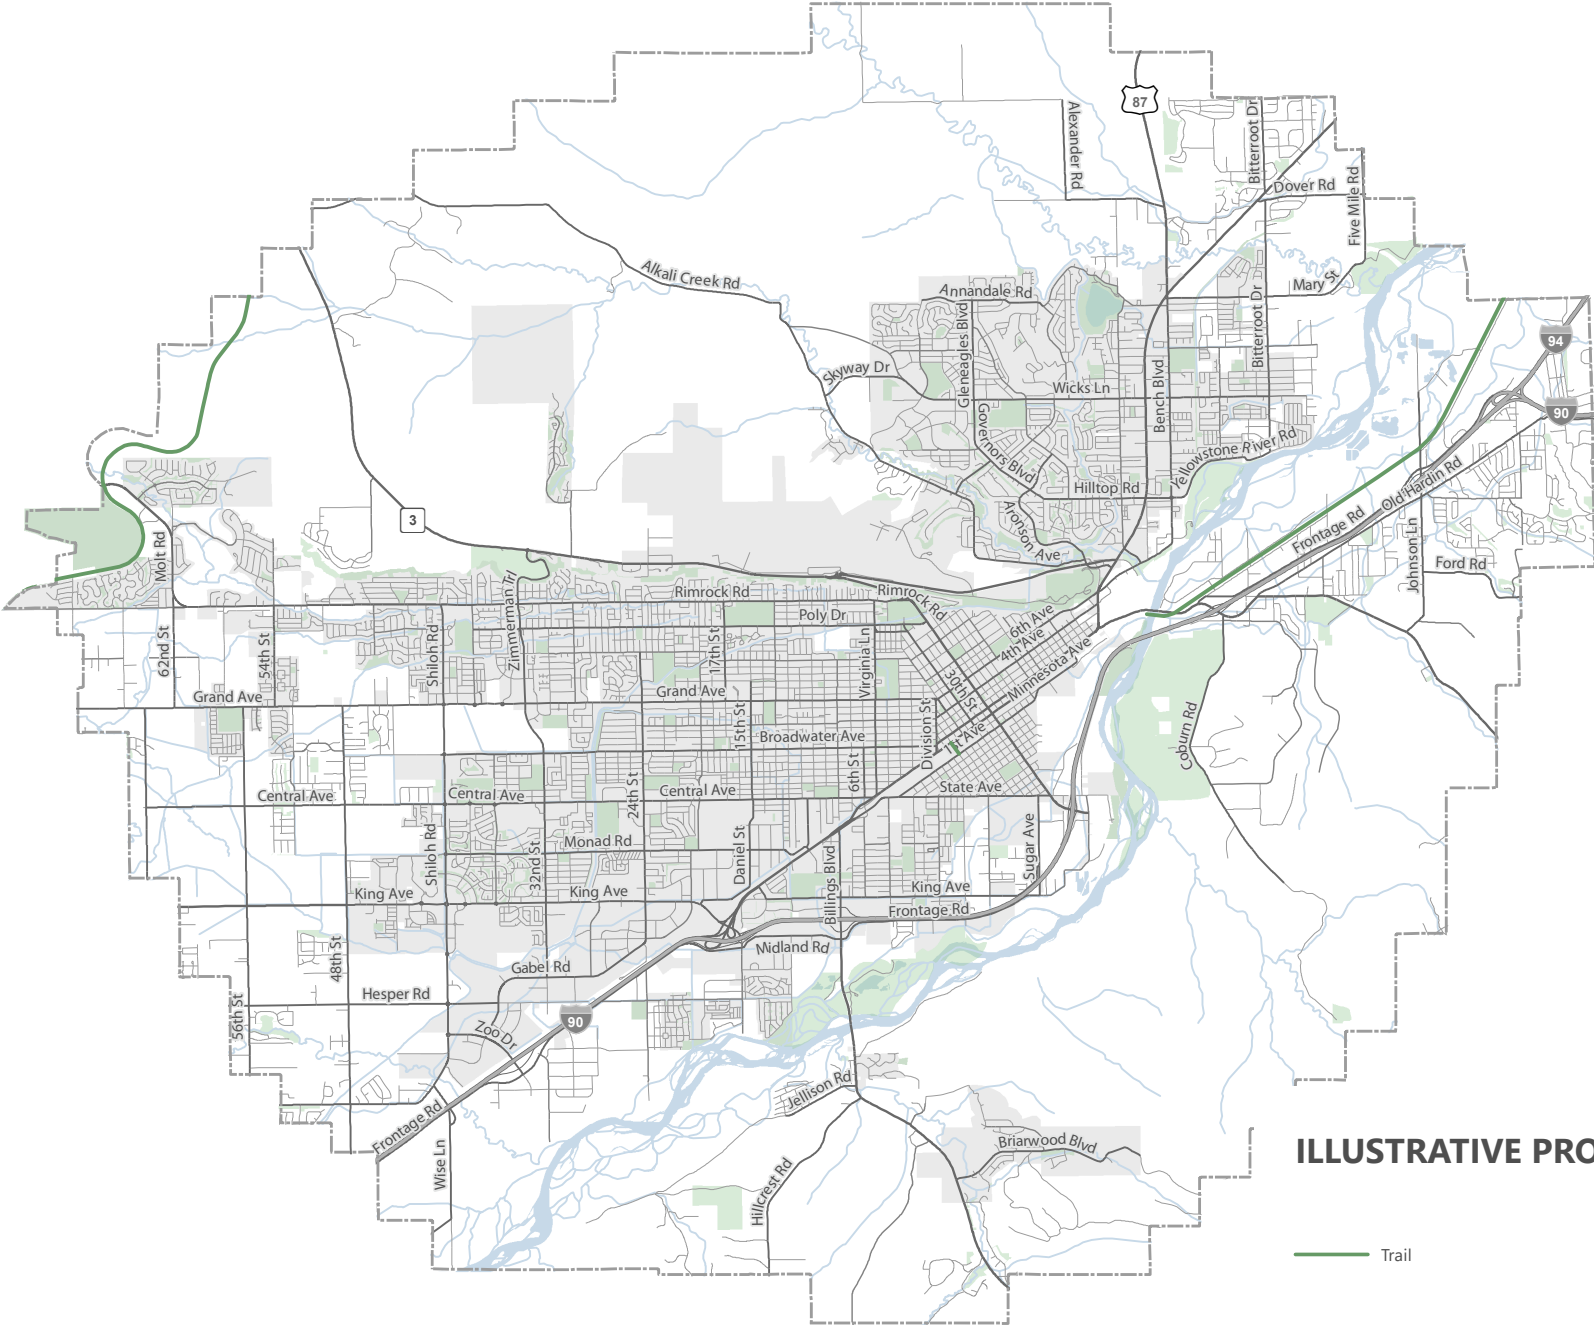 87
Alexander Rd
Bitterroot Dr
Dover Rd
Five Mile Rd
Alkali Creek Rd
Annandale Rd
Mary St
Gleneagles Blvd
Bitterroot Dr
94
Skyway Dr
Wicks Ln
Bench Blvd
90
Governors Blvd
Yellowstone River Rd
Hilltop Rd
Old Hardin Rd
3
Aronson Ave
Frontage Rd
Molt Rd
Johnson Ln
Ford Rd
Zimmerman Trl
Rimrock Rd
Rimrock Rd
Poly Dr
6th Ave
4th Ave
62nd St
54th St
Shiloh Rd
17th St
Virginia Ln
Minnesota Ave
30th St
Grand Ave
Grand Ave
15th St
Division St
Coburn Rd
Broadwater Ave
1st Ave
6th St
24th St
Central Ave
Central Ave
Central Ave
State Ave
Monad Rd
Shiloh Rd
32nd St
Daniel St
Billings Blvd
Sugar Ave
King Ave
King Ave
King Ave
Frontage Rd
48th St
Midland Rd
Gabel Rd
Hesper Rd
56th St
Zoo Dr
90
Jellison Rd
Frontage Rd
Wise Ln
Briarwood Blvd
Hillcrest Rd
ILLUSTRATIVE PRO
Trail